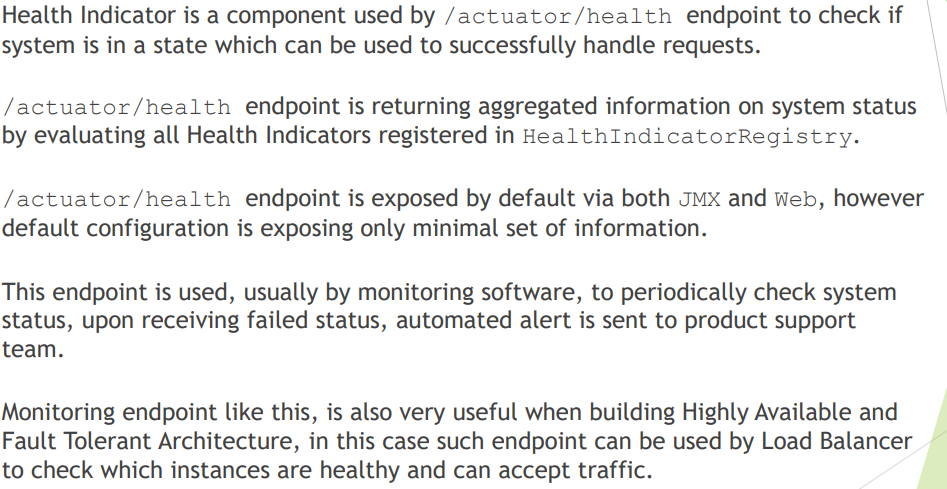 Health Indicator is a component used by /actuator/health endpoint to check if
system is in a state which can be used to successfully handle requests.
/actuator/health endpoint is returning aggregated information on system status
by evaluating all Health Indicators registered in HealthIndicatorRegistry.
/actuator/health endpoint is exposed by default via both JMX and Web, however
default configuration is exposing only minimal set of information.
This endpoint is used, usually by monitoring software, to periodically check system
status, upon receiving failed status, automated alert is sent to product support
team.
Monitoring endpoint like this, is also very useful when building Highly Available and
Fault Tolerant Architecture, in this case such endpoint can be used by Load Balancer
to check which instances are healthy and can accept traffic.